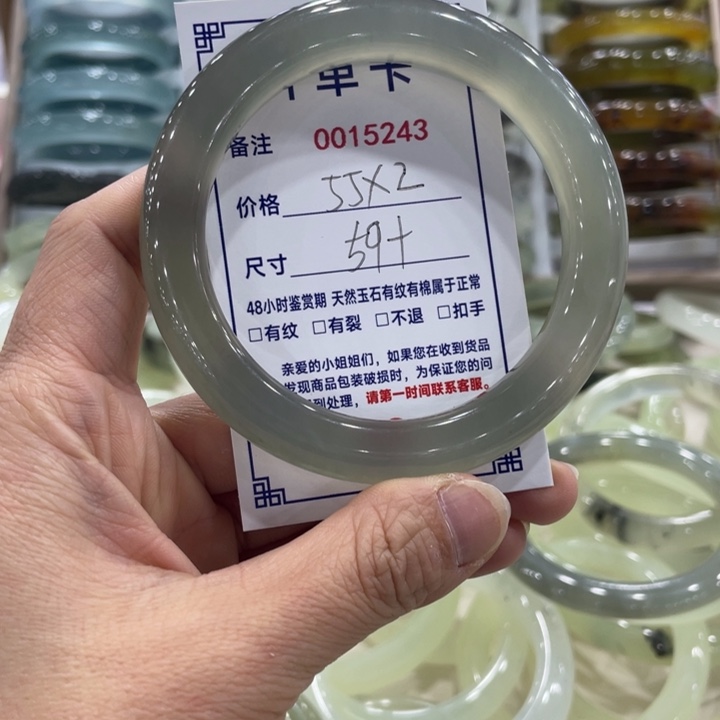 单卡
备注 0015243
价格 55X2
尺寸 59+
48小时鉴赏期 天然玉石有纹有棉属于正常
□有纹 □有裂 □不退 □扣手
亲爱的小姐姐们，如果您在收到货品
发现商品包装破损时，为保证您的问
到处理，请第一时间联系客服。